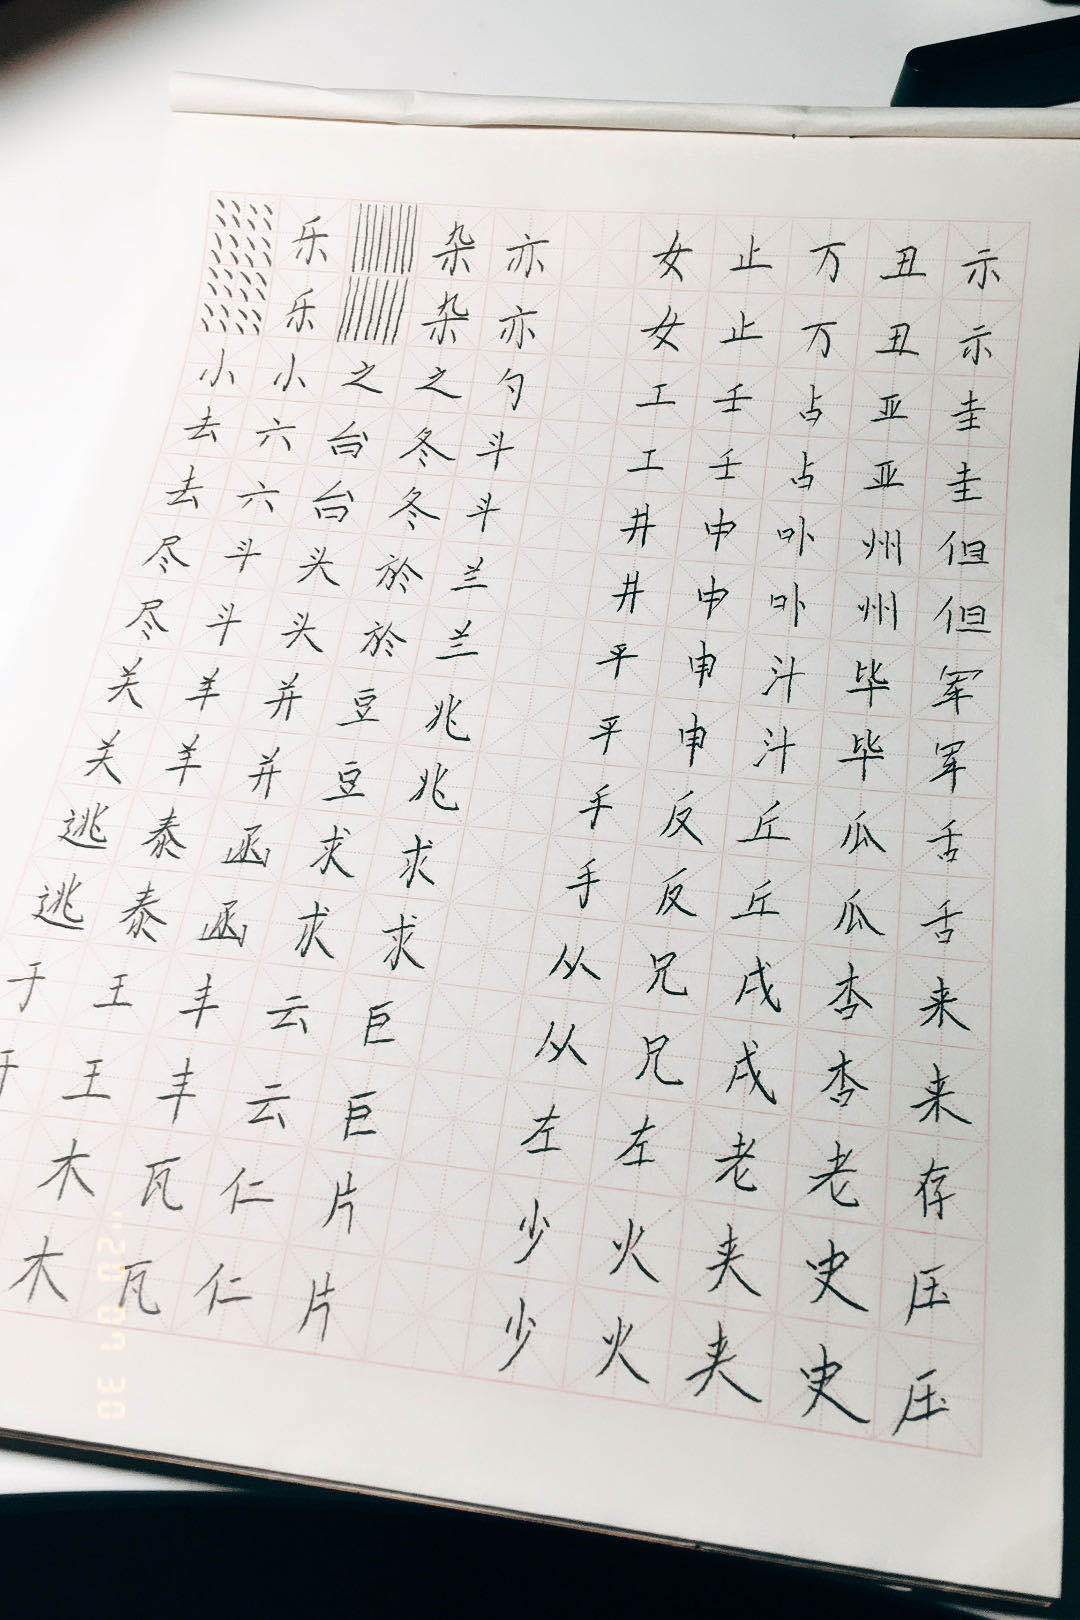 乐 杂 亦 女 止 万 丑 示
乐 杂 亦 女 止 万 丑 示
小 小 之 之 勺 工 壬 占 亚 圭
去 六 台 冬 斗 工 壬 占 亚 圭
去 六 台 冬 斗 井 中 卟 州 但
尽 斗 头 於 兰 井 中 卟 州 但
尽 斗 头 於 兰 平 申 汁 毕 军
关 羊 并 豆 兆 平 申 汁 毕 军
关 羊 并 豆 兆 手 反 丘 瓜 舌
逃 泰 函 求 求 手 反 丘 瓜 舌
逃 泰 函 求 求 从 兄 戌 杏 来
于 王 丰 云 巨 从 兄 戌 杏 来
于 王 丰 云 巨 左 左 老 老 存
木 瓦 仁 片 少 火 夹 史 压
木 瓦 仁 片 少 火 夹 史 压